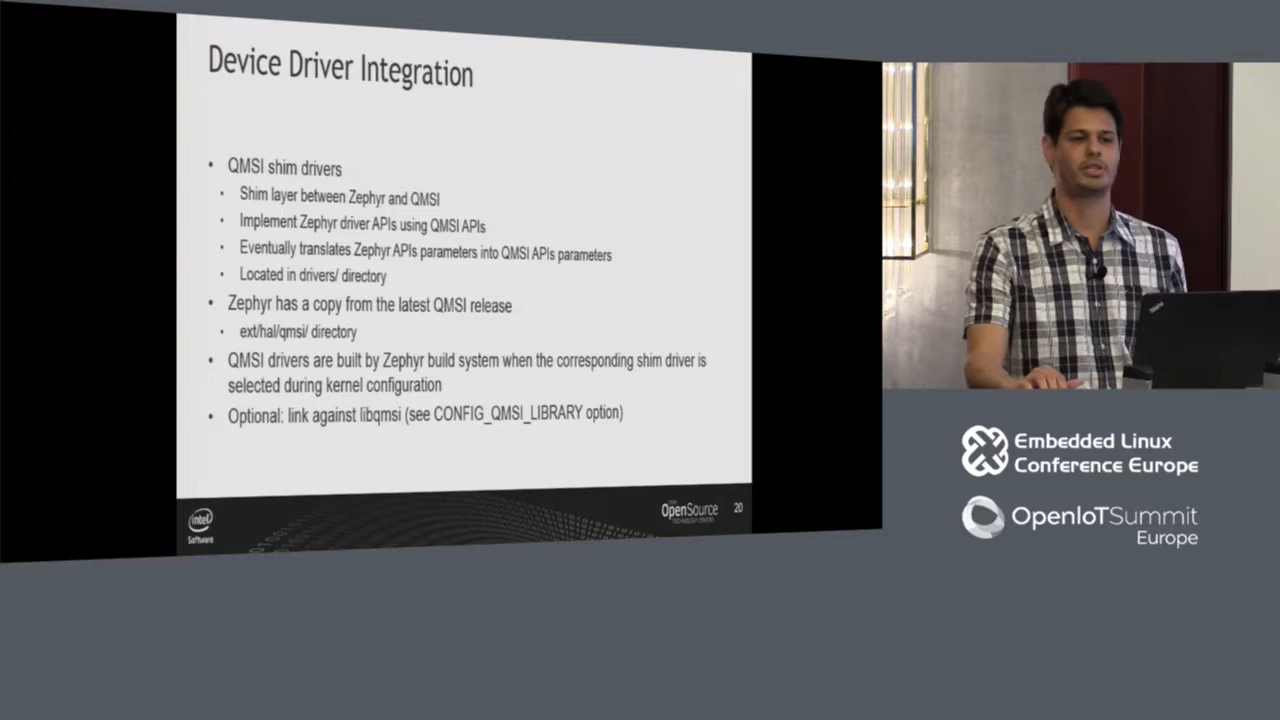 Device Driver Integration
• QMSI shim drivers
• Shim layer between Zephyr and QMSI
• Implement Zephyr driver APIs using QMSI APIs
• Eventually translates Zephyr APIs parameters into QMSI APIs parameters
• Located in drivers/ directory
• Zephyr has a copy from the latest QMSI release
• ext/hal/qmsi/ directory
• QMSI drivers are built by Zephyr build system when the corresponding shim driver is
selected during kernel configuration
• Optional: link against libqmsi (see CONFIG_QMSI_LIBRARY option)
intel
Software
OpenSource
TECHNOLOGY CENTER
20
ThinkPad
Embedded Linux
Conference Europe
OpenIoTSummit
Europe